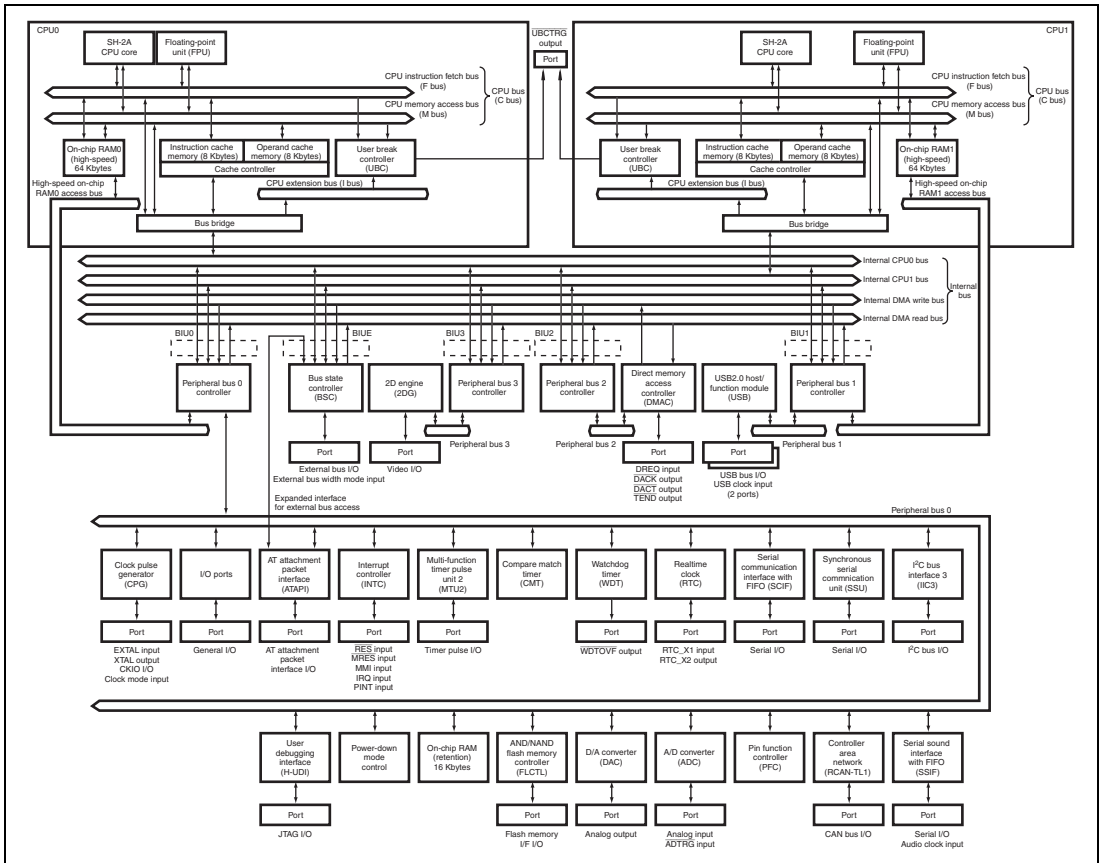 CPU0
SH-2A
CPU core
Floating-point
unit (FPU)
CPU instruction fetch bus
(F bus)
CPU memory access bus
(M bus)
CPU bus
(C bus)
On-chip RAM0
(high-speed)
64 Kbytes
Instruction cache
memory (8 Kbytes)
Operand cache
memory (8 Kbytes)
Cache controller
User break
controller
(UBC)
High-speed on-chip
RAM0 access bus
CPU extension bus (I bus)
Bus bridge
UBCTRG
output
Port
CPU1
SH-2A
CPU core
Floating-point
unit (FPU)
CPU instruction fetch bus
(F bus)
CPU memory access bus
(M bus)
CPU bus
(C bus)
User break
controller
(UBC)
Instruction cache
memory (8 Kbytes)
Operand cache
memory (8 Kbytes)
Cache controller
On-chip RAM1
(high-speed)
64 Kbytes
CPU extension bus (I bus)
High-speed on-chip
RAM1 access bus
Bus bridge
Internal CPU0 bus
Internal CPU1 bus
Internal DMA write bus
Internal DMA read bus
Internal
bus
BIU0
BIUE
BIU3
BIU2
BIU1
Peripheral bus 0
controller
Bus state
controller
(BSC)
2D engine
(2DG)
Peripheral bus 3
controller
Peripheral bus 2
controller
Direct memory
access
controller
(DMAC)
USB2.0 host/
function module
(USB)
Peripheral bus 1
controller
Peripheral bus 3
Peripheral bus 2
Peripheral bus 1
Port
External bus I/O
External bus width mode input
Port
Video I/O
Port
DREQ input
DACK output
DACT output
TEND output
Port
USB bus I/O
USB clock input
(2 ports)
Expanded interface
for external bus access
Peripheral bus 0
Clock pulse
generator
(CPG)
I/O ports
AT attachment
packet
interface
(ATAPI)
Interrupt
controller
(INTC)
Multi-function
timer pulse
unit 2
(MTU2)
Compare match
timer
(CMT)
Watchdog
timer
(WDT)
Realtime
clock
(RTC)
Serial
communication
interface with
FIFO (SCIF)
Synchronous
serial
commnication
unit (SSU)
I²C bus
interface 3
(IIC3)
Port
EXTAL input
XTAL output
CKIO I/O
Clock mode input
Port
General I/O
Port
AT attachment
packet
interface I/O
Port
RES input
MRES input
MMI input
IRQ input
PINT input
Port
Timer pulse I/O
Port
WDTOVF output
Port
RTC_X1 input
RTC_X2 output
Port
Serial I/O
Port
Serial I/O
Port
I²C bus I/O
User
debugging
interface
(H-UDI)
Power-down
mode
control
On-chip RAM
(retention)
16 Kbytes
AND/NAND
flash memory
controller
(FLCTL)
D/A converter
(DAC)
A/D converter
(ADC)
Pin function
controller
(PFC)
Controller
area
network
(RCAN-TL1)
Serial sound
interface
with FIFO
(SSIF)
Port
JTAG I/O
Port
Flash memory
I/F I/O
Port
Analog output
Port
Analog input
ADTRG input
Port
CAN bus I/O
Port
Serial I/O
Audio clock input